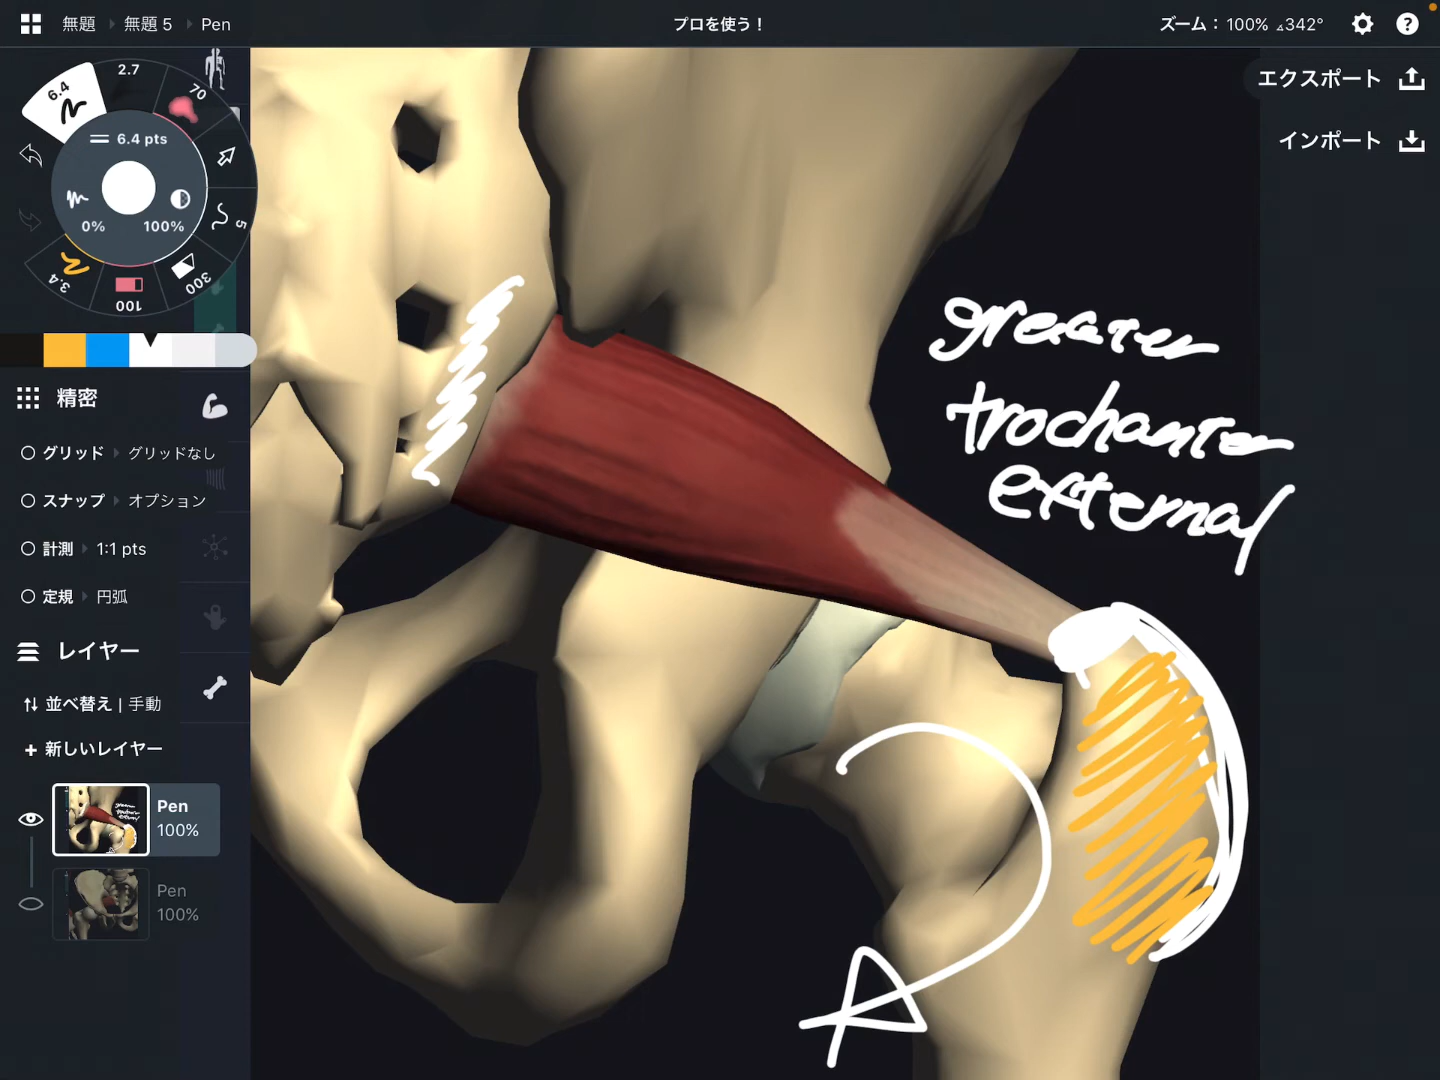 無題 無題 5 Pen
プロを使う！
ズーム： 100% ⦞342°
エクスポート
インポート
6.4
2.7
70
5
300
100
3.4
6.4 pts
0% 100%
精密
グリッド グリッドなし
スナップ オプション
計測 1:1 pts
定規 円弧
レイヤー
並べ替え | 手動
+ 新しいレイヤー
Pen
100%
Pen
100%
greater
trochanter
external